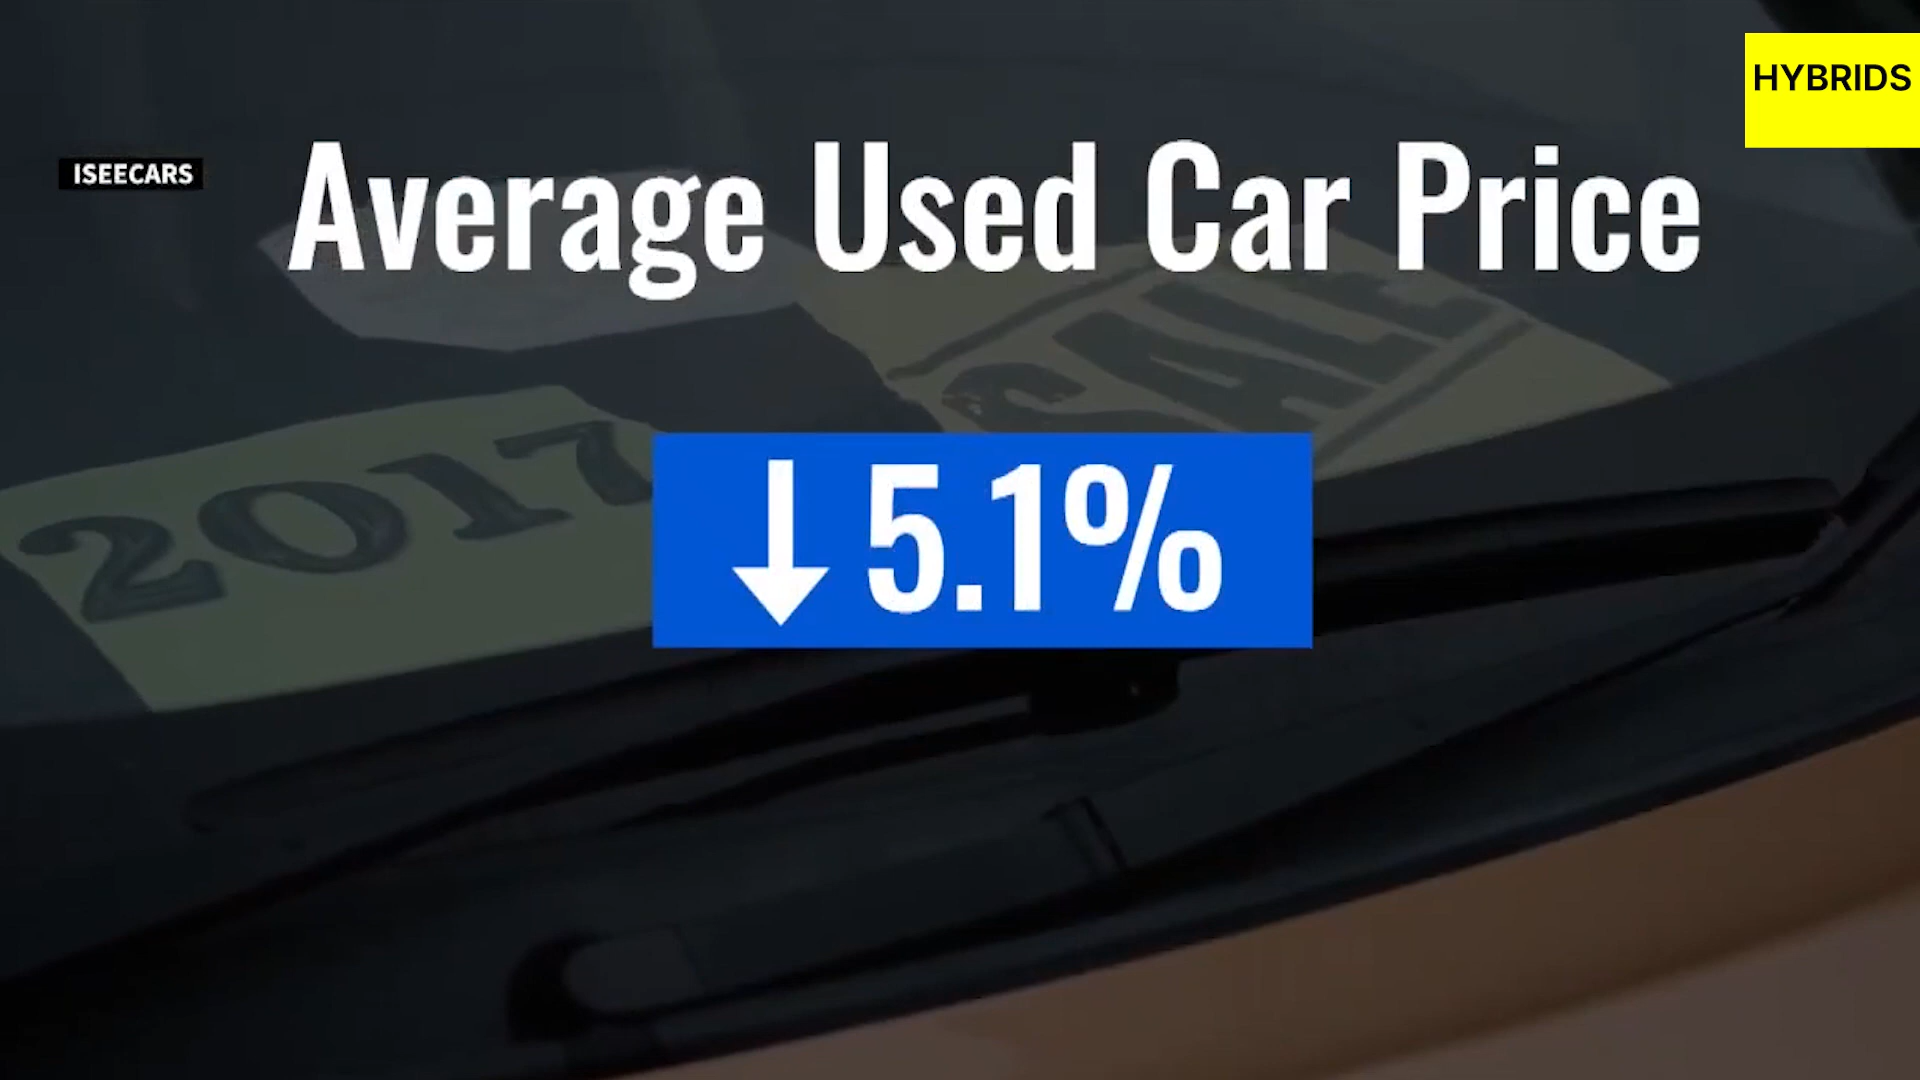 HYBRIDS
ISEECARS
Average Used Car Price
SALE
2017
↓5.1%